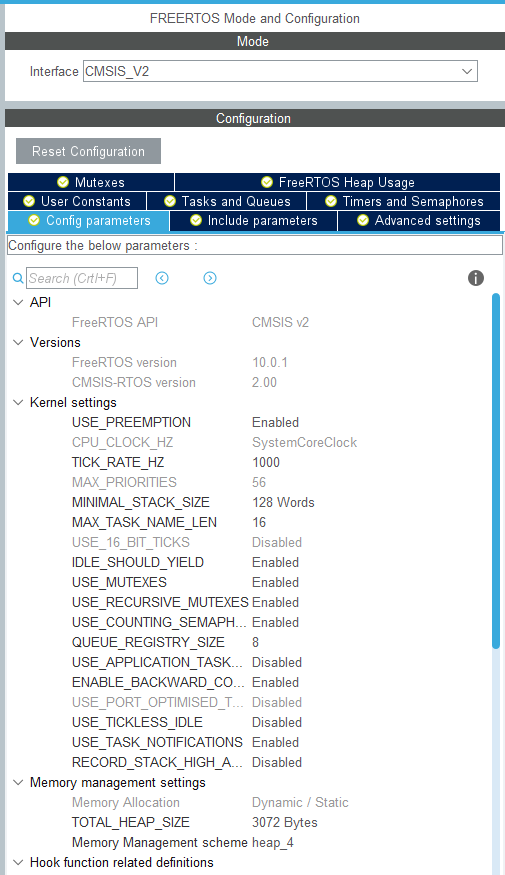 FREERTOS Mode and Configuration
Mode
Interface CMSIS_V2
Configuration
Reset Configuration
Mutexes FreeRTOS Heap Usage
User Constants Tasks and Queues Timers and Semaphores
Config parameters Include parameters Advanced settings
Configure the below parameters :
Search (CrtI+F)
API
FreeRTOS API CMSIS v2
Versions
FreeRTOS version 10.0.1
CMSIS-RTOS version 2.00
Kernel settings
USE_PREEMPTION Enabled
CPU_CLOCK_HZ SystemCoreClock
TICK_RATE_HZ 1000
MAX_PRIORITIES 56
MINIMAL_STACK_SIZE 128 Words
MAX_TASK_NAME_LEN 16
USE_16_BIT_TICKS Disabled
IDLE_SHOULD_YIELD Enabled
USE_MUTEXES Enabled
USE_RECURSIVE_MUTEXES Enabled
USE_COUNTING_SEMAPH... Enabled
QUEUE_REGISTRY_SIZE 8
USE_APPLICATION_TASK... Disabled
ENABLE_BACKWARD_CO... Enabled
USE_PORT_OPTIMISED_T... Disabled
USE_TICKLESS_IDLE Disabled
USE_TASK_NOTIFICATIONS Enabled
RECORD_STACK_HIGH_A... Disabled
Memory management settings
Memory Allocation Dynamic / Static
TOTAL_HEAP_SIZE 3072 Bytes
Memory Management scheme heap_4
Hook function related definitions